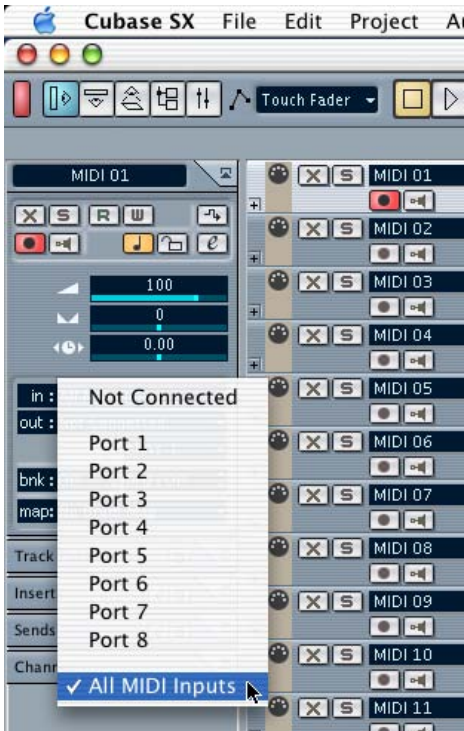 Cubase SX File Edit Project
Touch Fader
MIDI 01
X S R W
e
100
0
0.00
in :
out :
bnk :
map:
Not Connected
Port 1
Port 2
Port 3
Port 4
Port 5
Port 6
Port 7
Port 8
✓ All MIDI Inputs
Track
Insert
Sends
Chann
X S MIDI 01
X S MIDI 02
X S MIDI 03
X S MIDI 04
X S MIDI 05
X S MIDI 06
X S MIDI 07
X S MIDI 08
X S MIDI 09
X S MIDI 10
X S MIDI 11